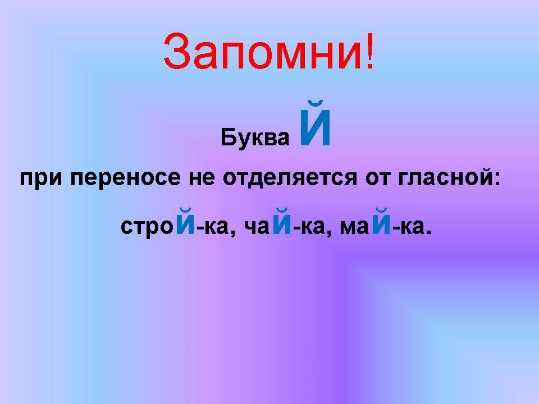 Запомни!
Буква Й
при переносе не отделяется от гласной:
строй-ка, чай-ка, май-ка.